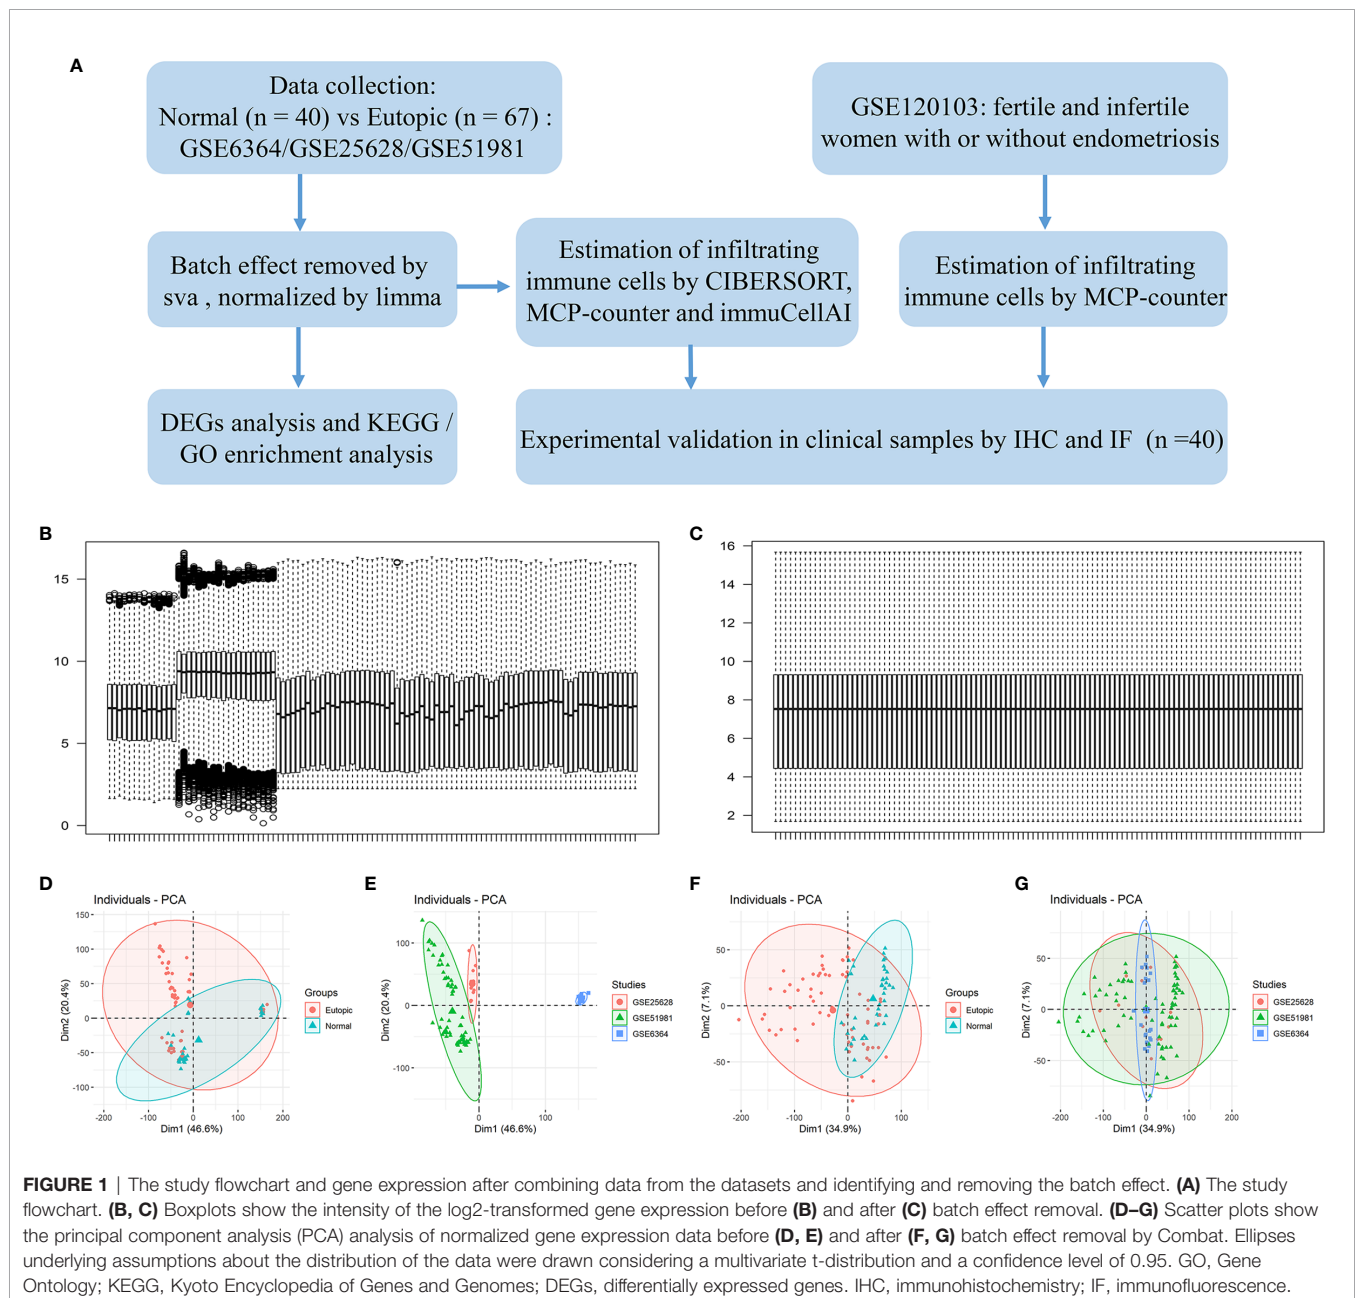 A
Data collection:
Normal (n = 40) vs Eutopic (n = 67) :
GSE6364/GSE25628/GSE51981
GSE120103: fertile and infertile
women with or without endometriosis
Batch effect removed by
sva , normalized by limma
Estimation of infiltrating
immune cells by CIBERSORT,
MCP-counter and immuCellAI
Estimation of infiltrating
immune cells by MCP-counter
DEGs analysis and KEGG /
GO enrichment analysis
Experimental validation in clinical samples by IHC and IF (n =40)
B
15
10
5
0
C
16
14
12
10
8
6
4
2
D
Individuals - PCA
Dim2 (20.4%)
150
100
50
0
-50
-100
-200 -100 0 100 200
Dim1 (46.6%)
Groups
Eutopic
Normal
E
Individuals - PCA
Dim2 (20.4%)
100
0
-100
0 100
Dim1 (46.6%)
Studies
GSE25628
GSE51981
GSE6364
F
Individuals - PCA
Dim2 (7.1%)
50
0
-50
-200 -100 0 100
Dim1 (34.9%)
Groups
Eutopic
Normal
G
Individuals - PCA
Dim2 (7.1%)
50
0
-50
-200 -100 0 100 200
Dim1 (34.9%)
Studies
GSE25628
GSE51981
GSE6364
FIGURE 1 | The study flowchart and gene expression after combining data from the datasets and identifying and removing the batch effect. (A) The study
flowchart. (B, C) Boxplots show the intensity of the log2-transformed gene expression before (B) and after (C) batch effect removal. (D–G) Scatter plots show
the principal component analysis (PCA) analysis of normalized gene expression data before (D, E) and after (F, G) batch effect removal by Combat. Ellipses
underlying assumptions about the distribution of the data were drawn considering a multivariate t-distribution and a confidence level of 0.95. GO, Gene
Ontology; KEGG, Kyoto Encyclopedia of Genes and Genomes; DEGs, differentially expressed genes. IHC, immunohistochemistry; IF, immunofluorescence.